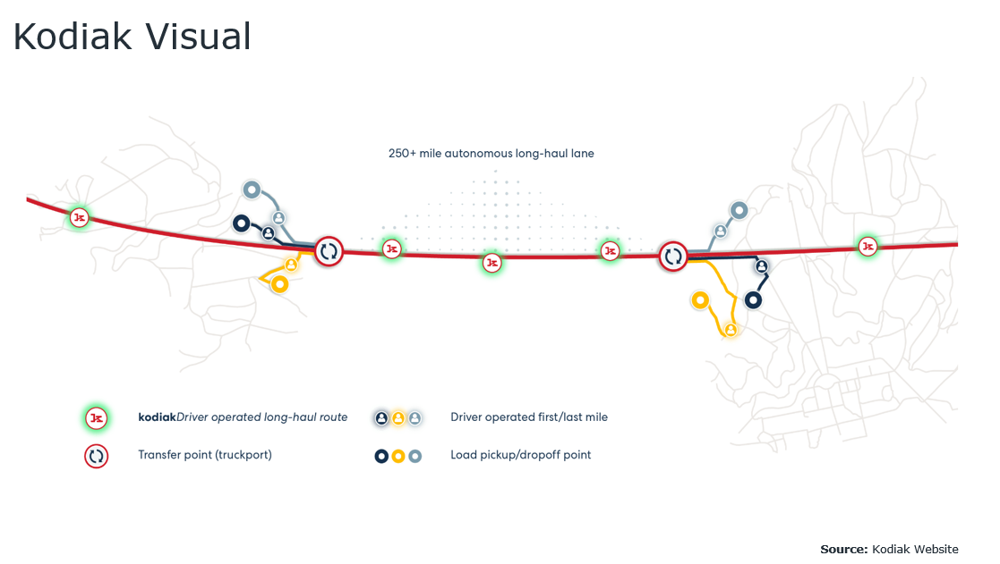 Kodiak Visual
250+ mile autonomous long-haul lane
kodiakDriver operated long-haul route
Driver operated first/last mile
Transfer point (truckport)
Load pickup/dropoff point
Source: Kodiak Website